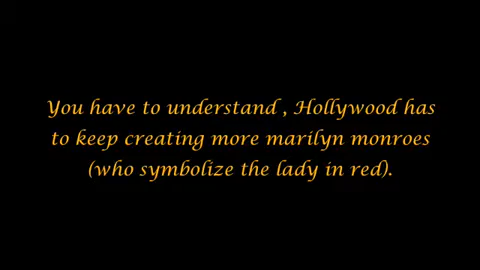 You have to understand , Hollywood has
to keep creating more marilyn monroes
(who symbolize the lady in red).